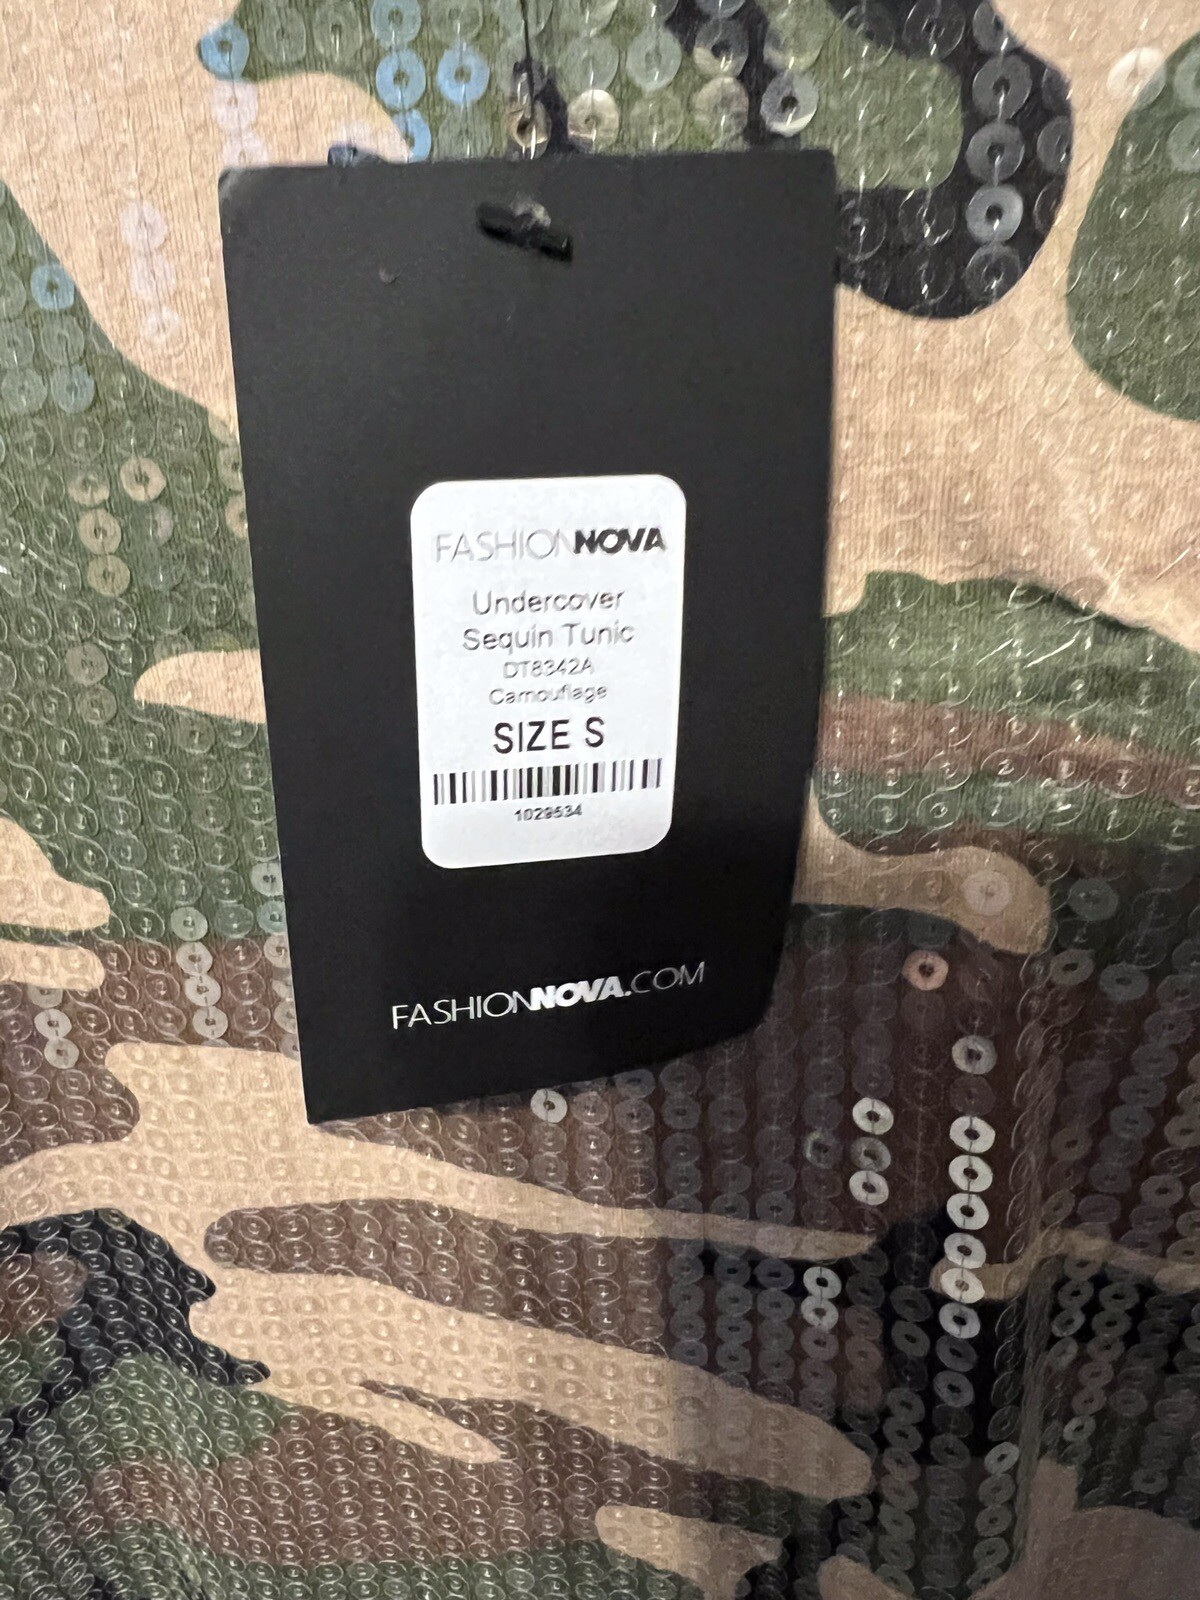 FASHIONNOVA
Undercover
Sequin Tunic
DT8342A
Camouflage
SIZE S
1029534
FASHIONNOVA.COM